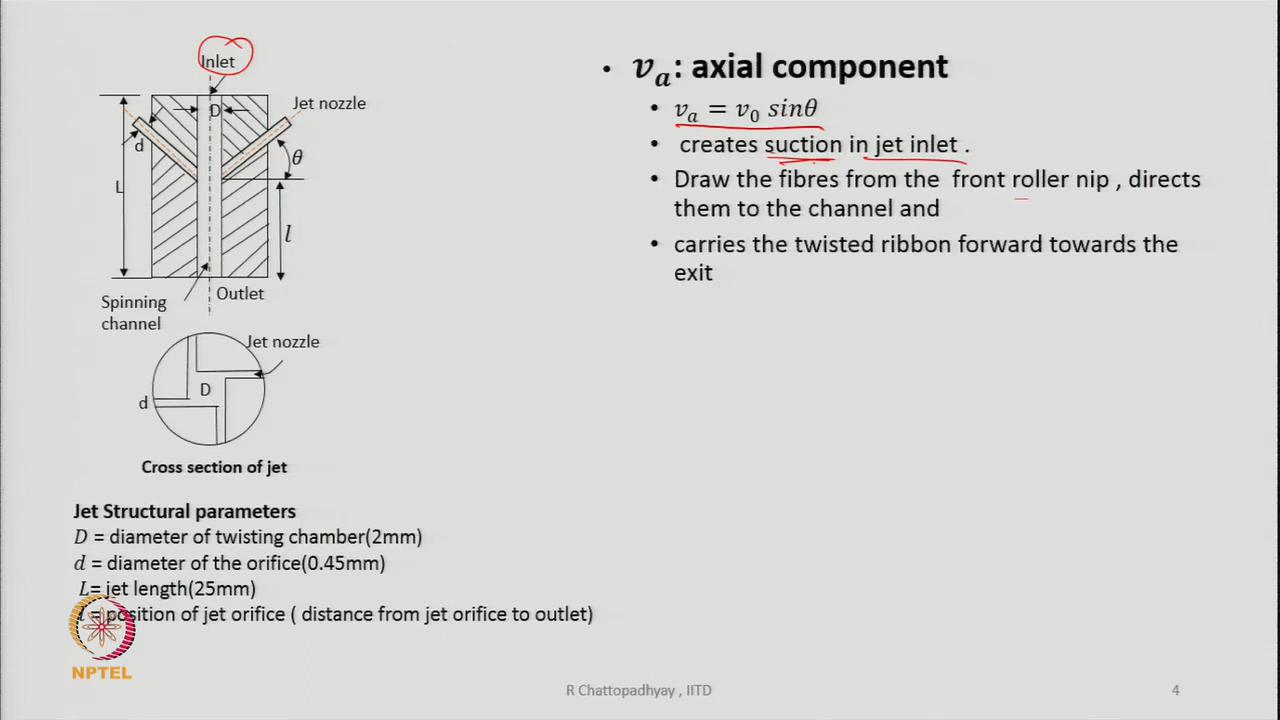 Inlet
D
Jet nozzle
d
θ
L
l
Spinning
channel
Outlet
Jet nozzle
D
d
Cross section of jet
Jet Structural parameters
D = diameter of twisting chamber(2mm)
d = diameter of the orifice(0.45mm)
L= jet length(25mm)
l = position of jet orifice ( distance from jet orifice to outlet)
NPTEL
• vₐ: axial component
• vₐ = v₀ sinθ
• creates suction in jet inlet .
• Draw the fibres from the front roller nip , directs
them to the channel and
• carries the twisted ribbon forward towards the
exit
R Chattopadhyay , IITD
4